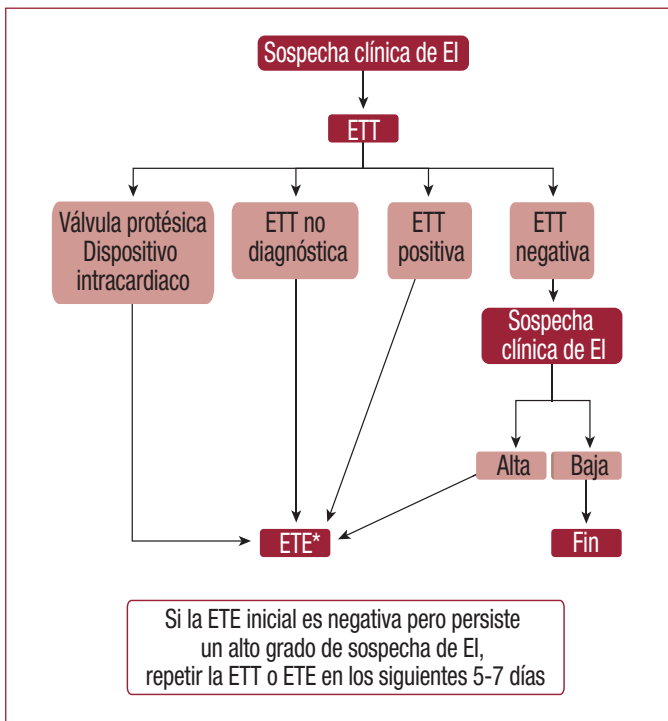 Sospecha clínica de EI
ETT
Válvula protésica
Dispositivo
intracardiaco
ETT no
diagnóstica
ETT
positiva
ETT
negativa
Sospecha
clínica de EI
Alta
Baja
ETE*
Fin
Si la ETE inicial es negativa pero persiste
un alto grado de sospecha de EI,
repetir la ETT o ETE en los siguientes 5-7 días